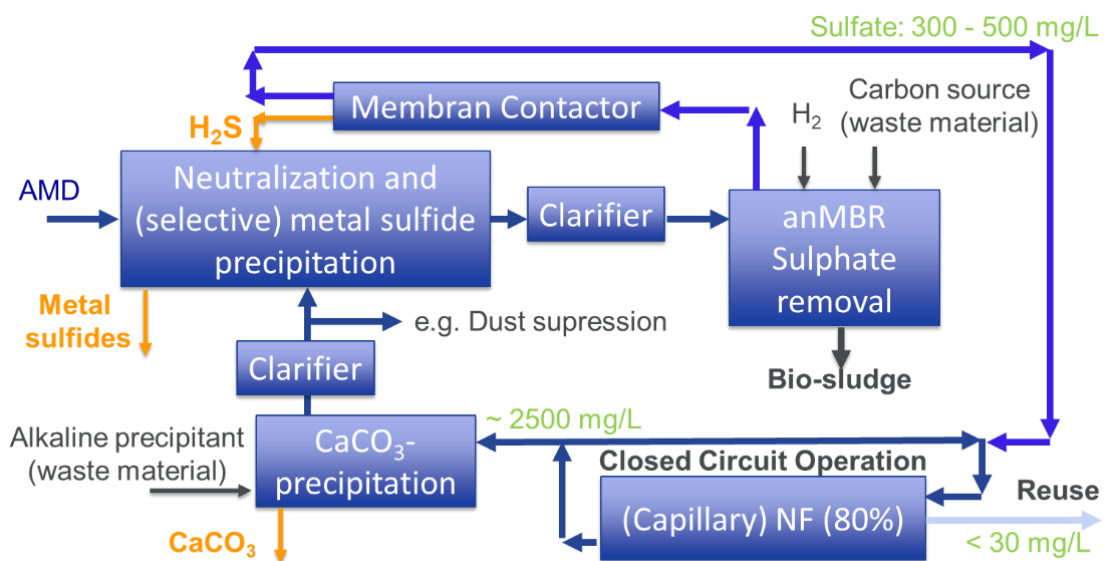 Sulfate: 300 - 500 mg/L
Membran Contactor
H₂S
H₂
Carbon source
(waste material)
AMD
Neutralization and
(selective) metal sulfide
precipitation
Clarifier
anMBR
Sulphate
removal
Metal
sulfides
e.g. Dust supression
Clarifier
Bio-sludge
Alkaline precipitant
(waste material)
CaCO₃-
precipitation
~ 2500 mg/L
Closed Circuit Operation
(Capillary) NF (80%)
Reuse
< 30 mg/L
CaCO₃